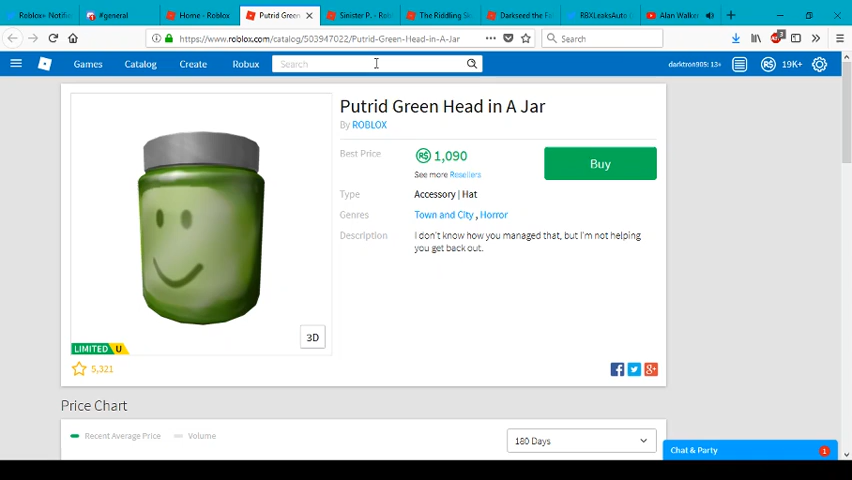 Roblox+ Notific
#general
Home - Roblox
Putrid Green
Sinister P. - Rob
The Riddling Sk
Darkseed the Fa
RBXLeaksAuto (
Alan Walker
https://www.roblox.com/catalog/503947022/Putrid-Green-Head-in-A-Jar
Search
Games
Catalog
Create
Robux
Search
darktron905: 13+
R$ 19K+
Putrid Green Head in A Jar
By ROBLOX
Best Price
R$ 1,090
Buy
See more Resellers
Type
Accessory | Hat
Genres
Town and City , Horror
Description
I don't know how you managed that, but I'm not helping
you get back out.
3D
LIMITED U
5,321
Price Chart
Recent Average Price
Volume
180 Days
Chat & Party
1